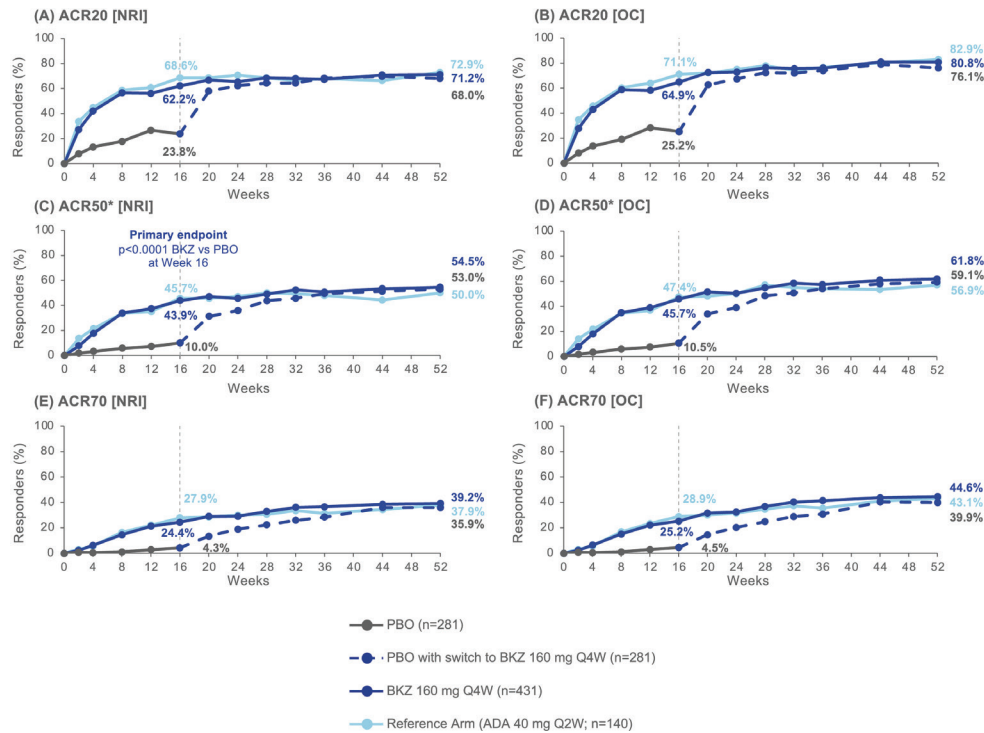 (A) ACR20 [NRI]
Responders (%)
100
80
60
40
20
0
68.6%
62.2%
23.8%
72.9%
71.2%
68.0%
0 4 8 12 16 20 24 28 32 36 40 44 48 52
Weeks
(B) ACR20 [OC]
Responders (%)
100
80
60
40
20
0
71.1%
64.9%
25.2%
82.9%
80.8%
76.1%
0 4 8 12 16 20 24 28 32 36 40 44 48 52
Weeks
(C) ACR50* [NRI]
Responders (%)
100
80
60
40
20
0
Primary endpoint
p<0.0001 BKZ vs PBO
at Week 16
45.7%
43.9%
10.0%
54.5%
53.0%
50.0%
0 4 8 12 16 20 24 28 32 36 40 44 48 52
Weeks
(D) ACR50* [OC]
Responders (%)
100
80
60
40
20
0
47.4%
45.7%
10.5%
61.8%
59.1%
56.9%
0 4 8 12 16 20 24 28 32 36 40 44 48 52
Weeks
(E) ACR70 [NRI]
Responders (%)
100
80
60
40
20
0
27.9%
24.4%
4.3%
39.2%
37.9%
35.9%
0 4 8 12 16 20 24 28 32 36 40 44 48 52
Weeks
(F) ACR70 [OC]
Responders (%)
100
80
60
40
20
0
28.9%
25.2%
4.5%
44.6%
43.1%
39.9%
0 4 8 12 16 20 24 28 32 36 40 44 48 52
Weeks
PBO (n=281)
PBO with switch to BKZ 160 mg Q4W (n=281)
BKZ 160 mg Q4W (n=431)
Reference Arm (ADA 40 mg Q2W; n=140)